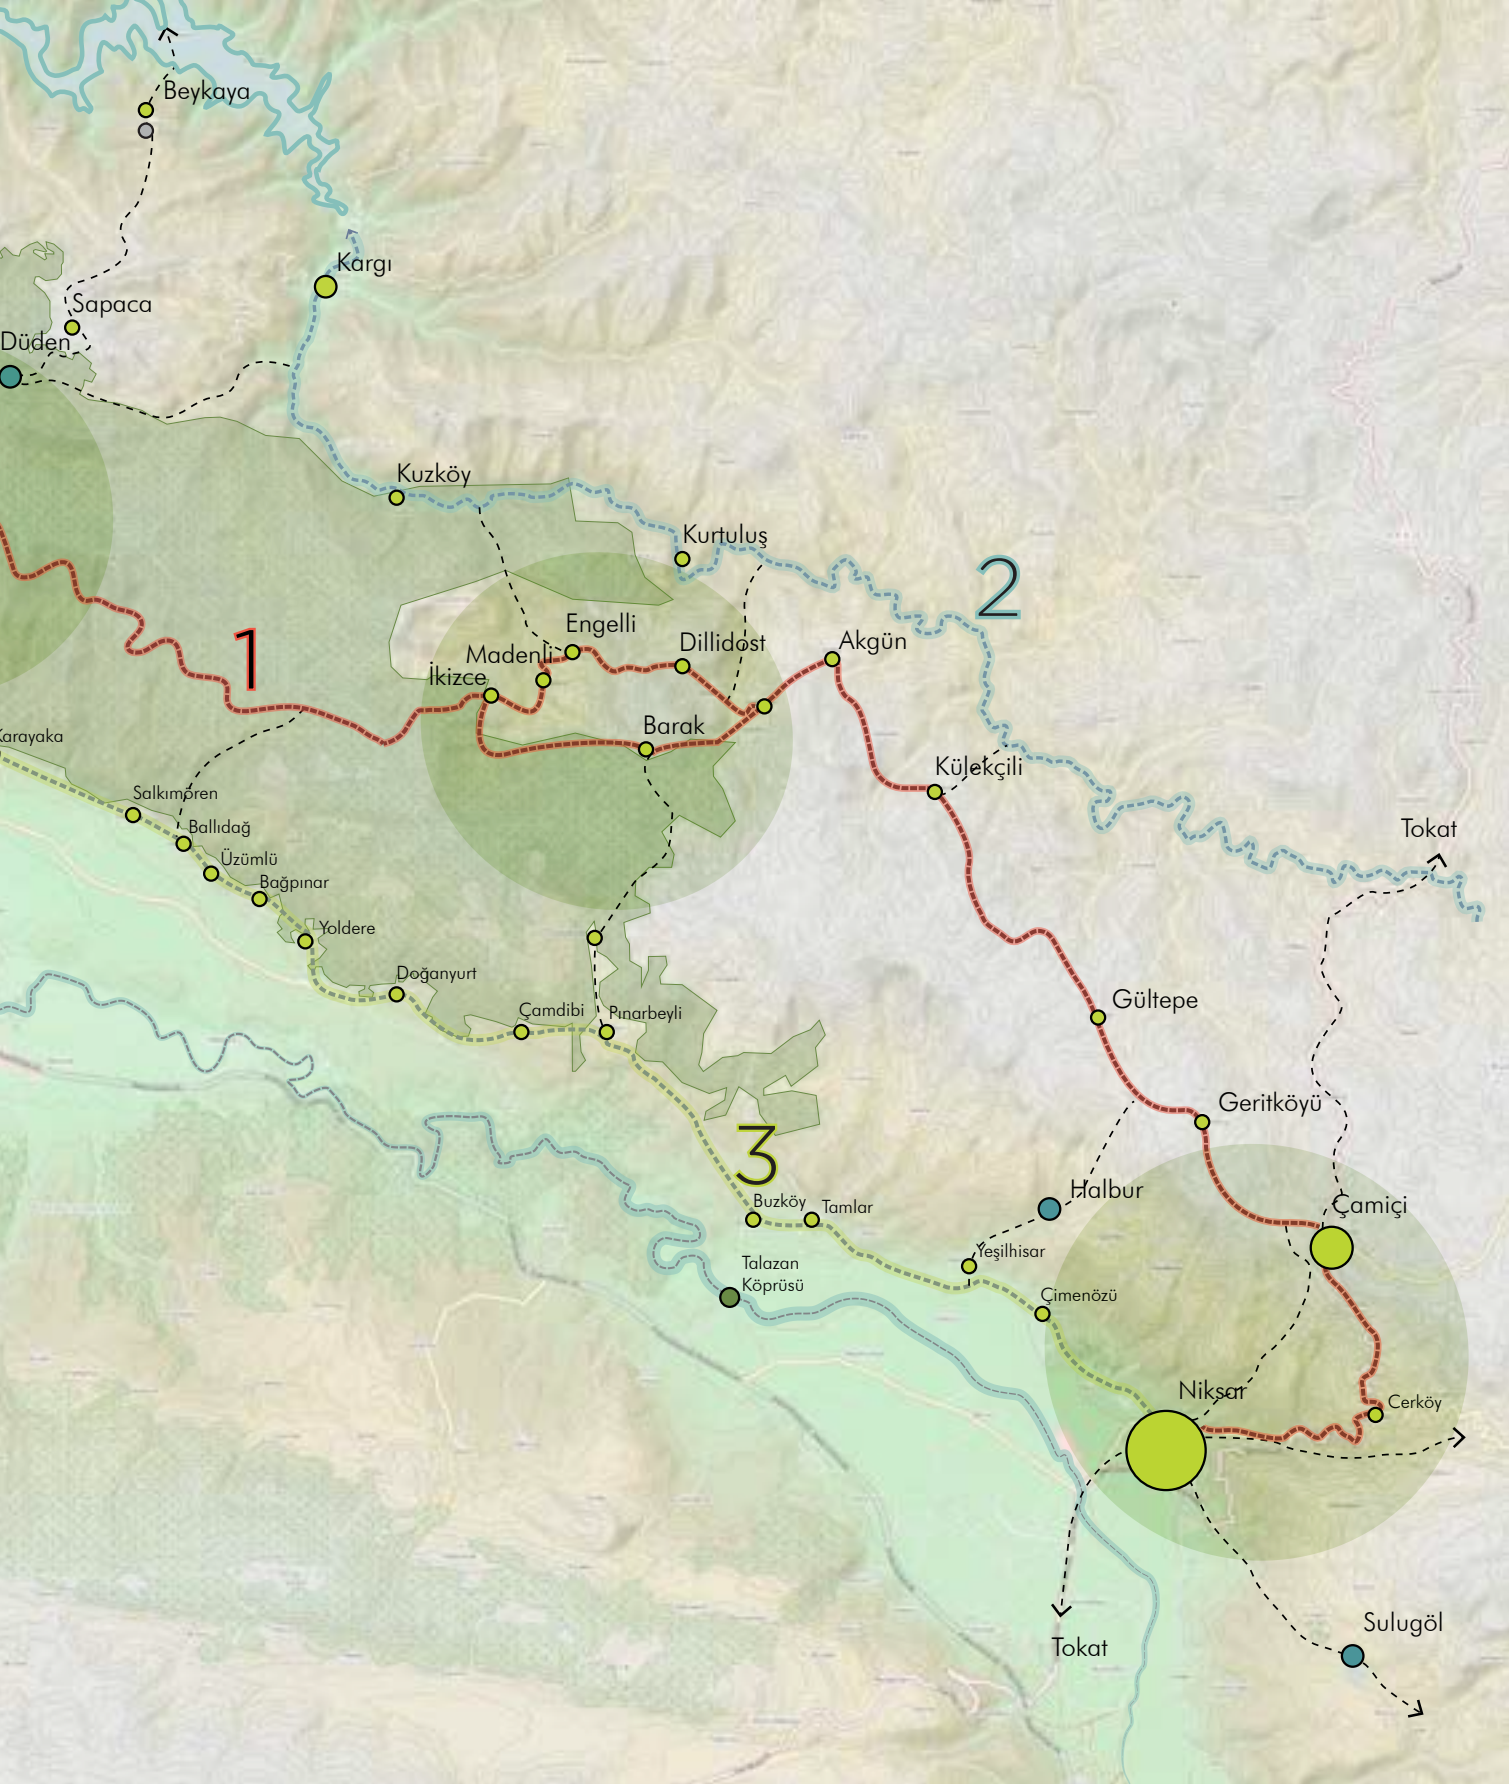 Beykaya
Kargı
Sapaca
Düden
Kuzköy
Kurtuluş
2
Engelli
1
Dillidost
Akgün
Madenli
İkizce
Barak
Karayaka
Külekçili
Salkımören
Ballıdağ
Tokat
Üzümlü
Bağpınar
Yoldere
Doğanyurt
Gültepe
Çamdibi
Pınarbeyli
Geritköyü
3
Halbur
Buzköy
Tamlar
Çamiçi
Yeşilhisar
Talazan
Köprüsü
Çimenözü
Niksar
Cerköy
Sulugöl
Tokat